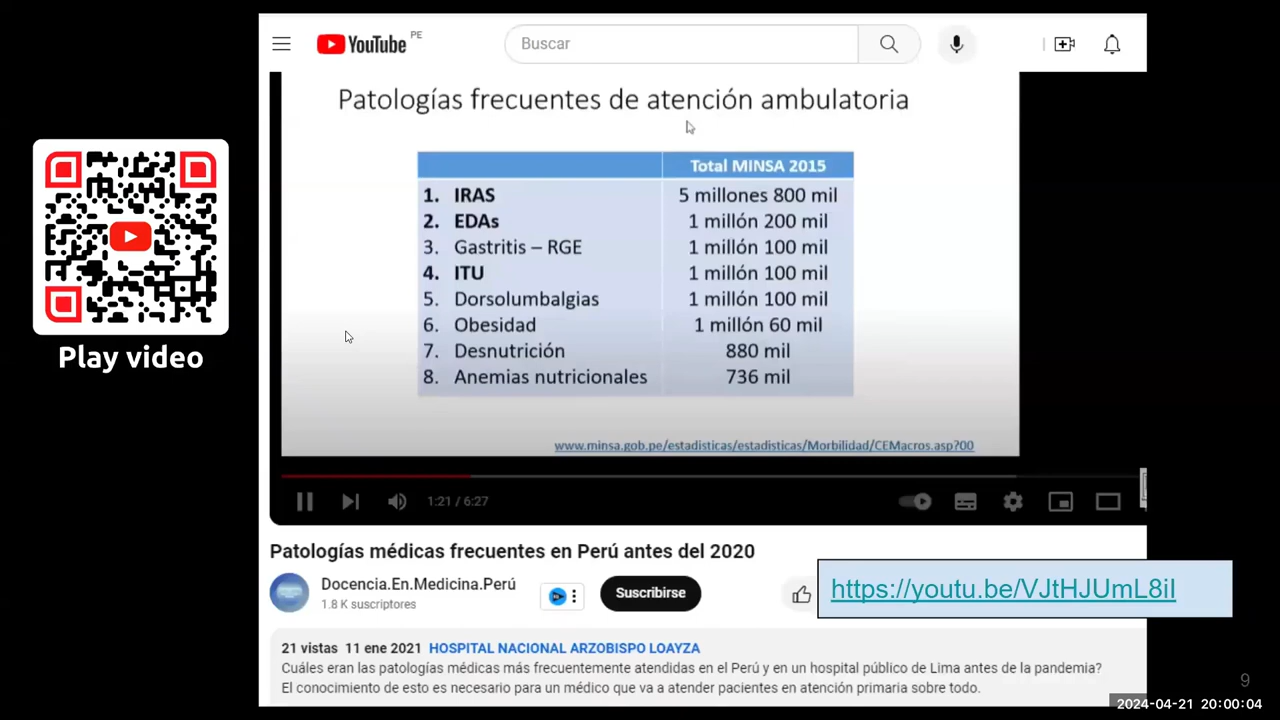 YouTube PE
Buscar
Patologías frecuentes de atención ambulatoria
Total MINSA 2015
1. IRAS 5 millones 800 mil
2. EDAs 1 millón 200 mil
3. Gastritis – RGE 1 millón 100 mil
4. ITU 1 millón 100 mil
5. Dorsolumbalgias 1 millón 100 mil
6. Obesidad 1 millón 60 mil
7. Desnutrición 880 mil
8. Anemias nutricionales 736 mil
www.minsa.gob.pe/estadisticas/estadisticas/Morbilidad/CEMacros.asp?00
Play video
1:21 / 6:27
Patologías médicas frecuentes en Perú antes del 2020
Docencia.En.Medicina.Perú
1.8 K suscriptores
Suscribirse
https://youtu.be/VJtHJUmL8iI
21 vistas 11 ene 2021 HOSPITAL NACIONAL ARZOBISPO LOAYZA
Cuáles eran las patologías médicas más frecuentemente atendidas en el Perú y en un hospital público de Lima antes de la pandemia?
El conocimiento de esto es necesario para un médico que va a atender pacientes en atención primaria sobre todo.
9
2024-04-21 20:00:04